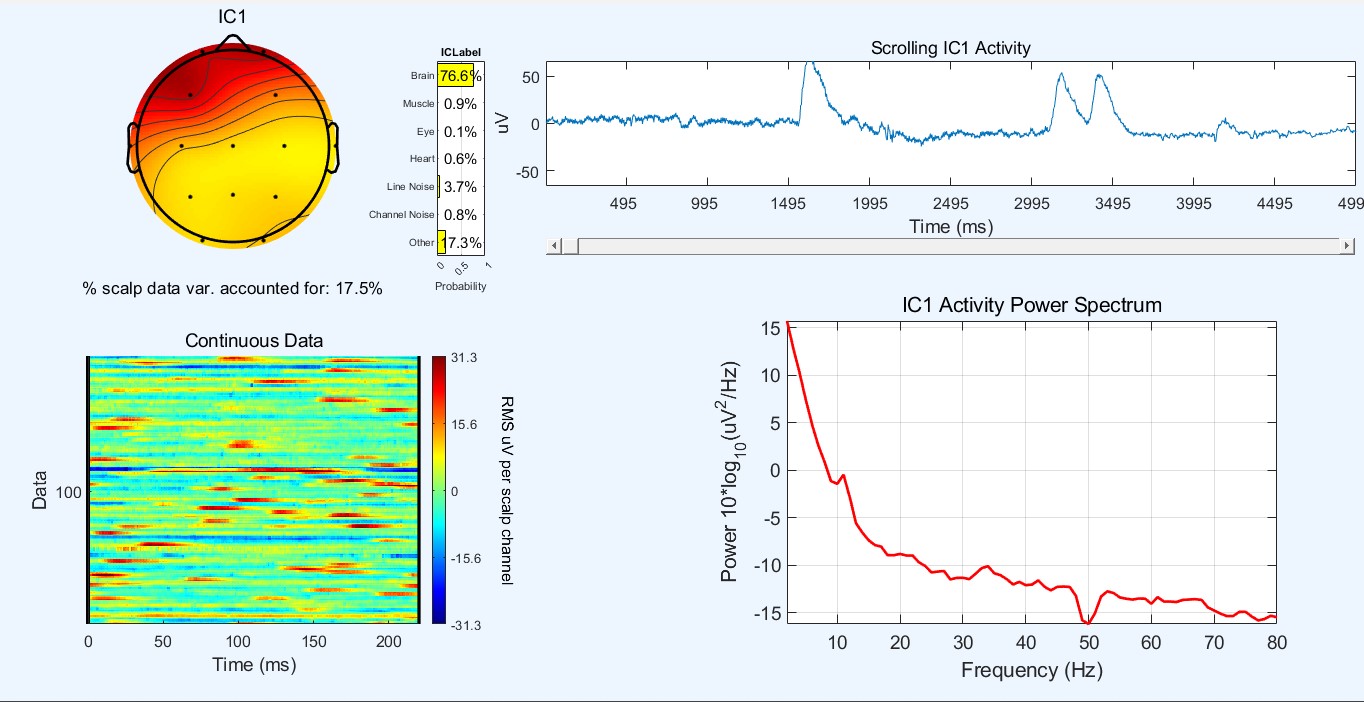 IC1
ICLabel
Brain 76.6%
Muscle 0.9%
Eye 0.1%
Heart 0.6%
Line Noise 3.7%
Channel Noise 0.8%
Other 17.3%
0 0.5 1
Probability
% scalp data var. accounted for: 17.5%
Scrolling IC1 Activity
uV
50
0
-50
495 995 1495 1995 2495 2995 3495 3995 4495 499
Time (ms)
Continuous Data
Data
100
0 50 100 150 200
Time (ms)
31.3
15.6
0
-15.6
-31.3
RMS uV per scalp channel
IC1 Activity Power Spectrum
Power 10*log10(uV2/Hz)
15
10
5
0
-5
-10
-15
10 20 30 40 50 60 70 80
Frequency (Hz)